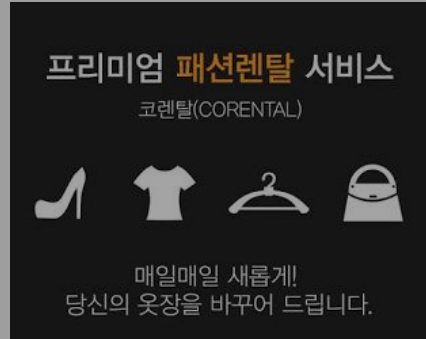 프리미엄 패션렌탈 서비스
코렌탈(CORENTAL)
매일매일 새롭게!
당신의 옷장을 바꾸어 드립니다.